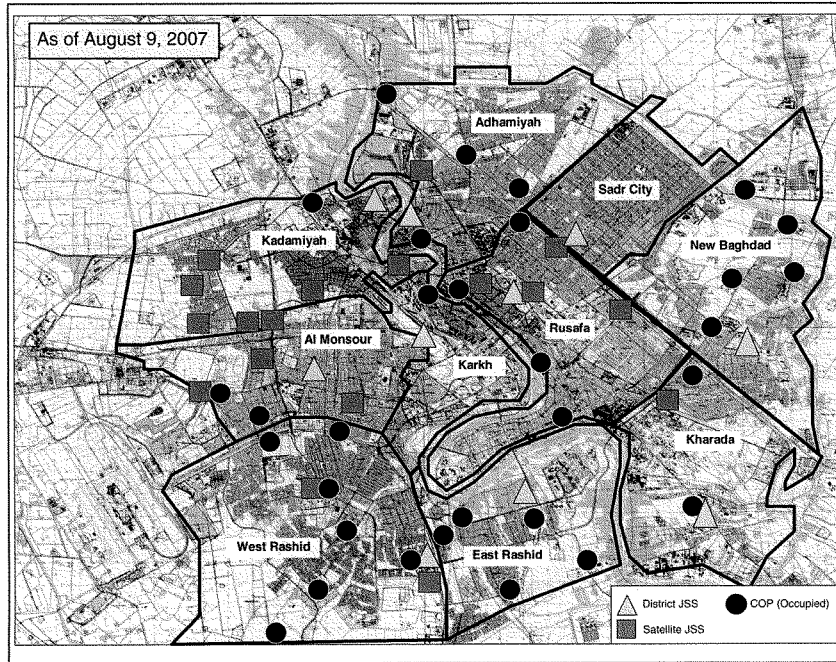 As of August 9, 2007
Adhamiyah
Sadr City
Kadamiyah
New Baghdad
Al Monsour
Rusafa
Karkh
Kharada
West Rashid
East Rashid
District JSS
COP (Occupied)
Satellite JSS